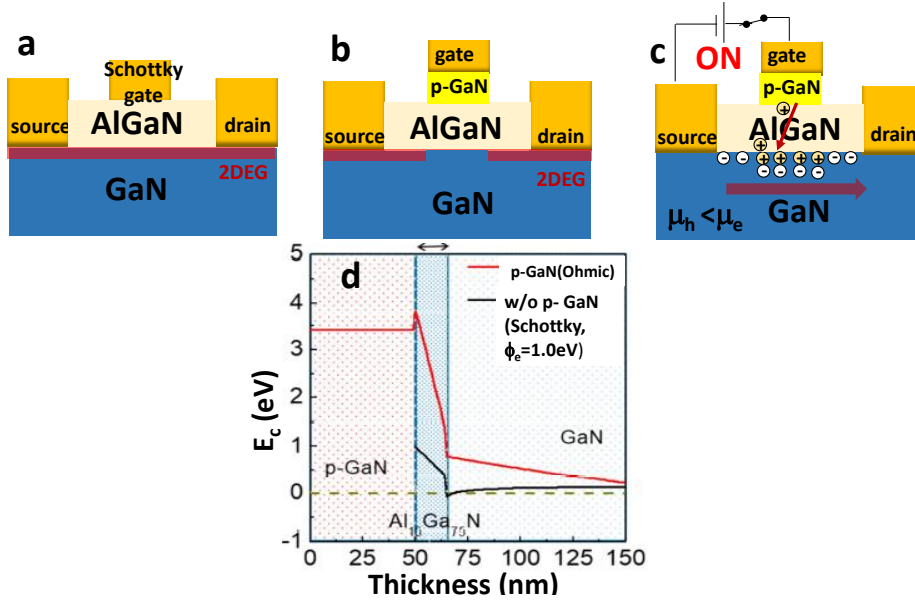 a
Schottky
gate
source
AlGaN
drain
2DEG
GaN
b
gate
p-GaN
source
AlGaN
drain
2DEG
GaN
c
ON
gate
p-GaN
source
AlGaN
drain
μh <μe
GaN
d
p-GaN(Ohmic)
w/o p- GaN
(Schottky,
ϕe=1.0eV)
Ec (eV)
5
4
3
2
1
0
-1
p-GaN
GaN
0
50
75
100
125
150
Thickness (nm)